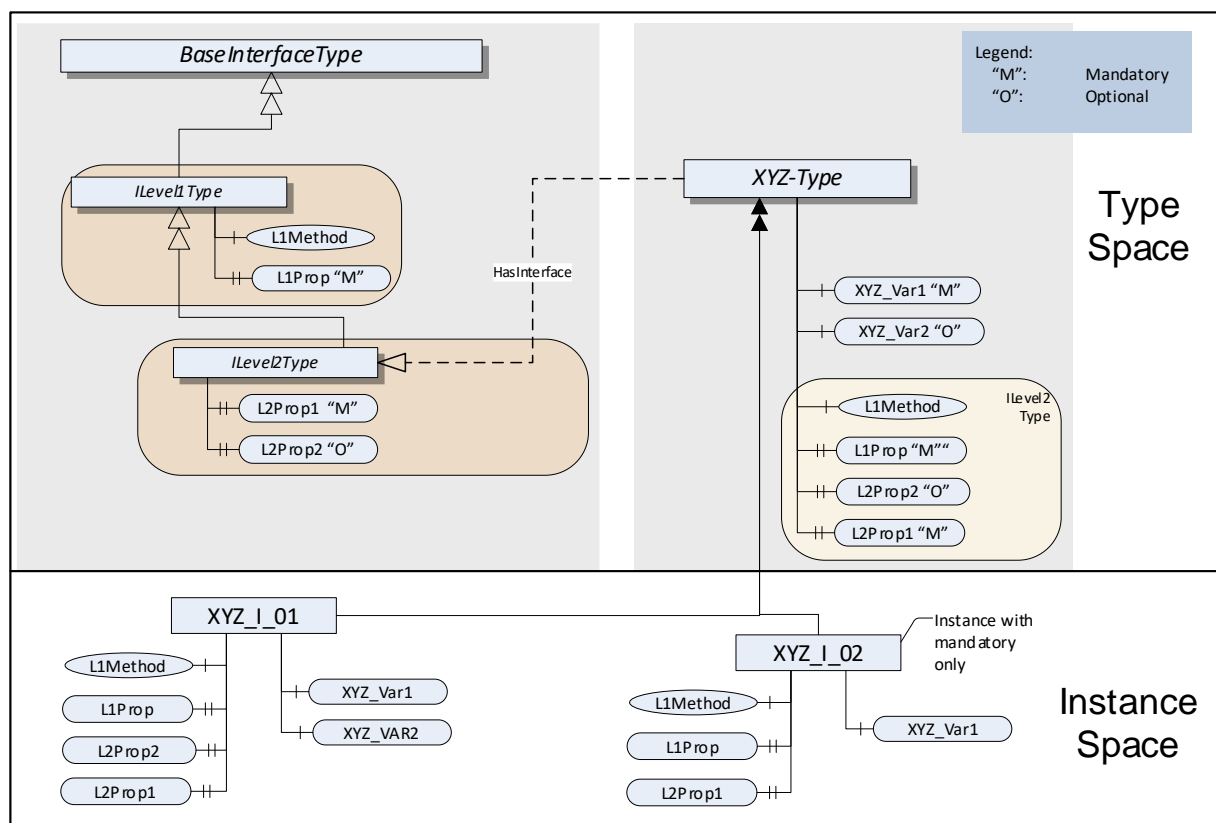 BaseInterfaceType
Legend:
“M”: Mandatory
“O”: Optional
ILevel1Type
L1Method
L1Prop “M”
HasInterface
ILevel2Type
L2Prop1 “M”
L2Prop2 “O”
XYZ-Type
XYZ_Var1 “M”
XYZ_Var2 “O”
ILevel2
Type
L1Method
L1Prop “M”“
L2Prop2 “O”
L2Prop1 “M”
Type
Space
XYZ_I_01
L1Method
L1Prop
L2Prop2
L2Prop1
XYZ_Var1
XYZ_VAR2
XYZ_I_02
Instance with
mandatory
only
L1Method
L1Prop
L2Prop1
XYZ_Var1
Instance
Space